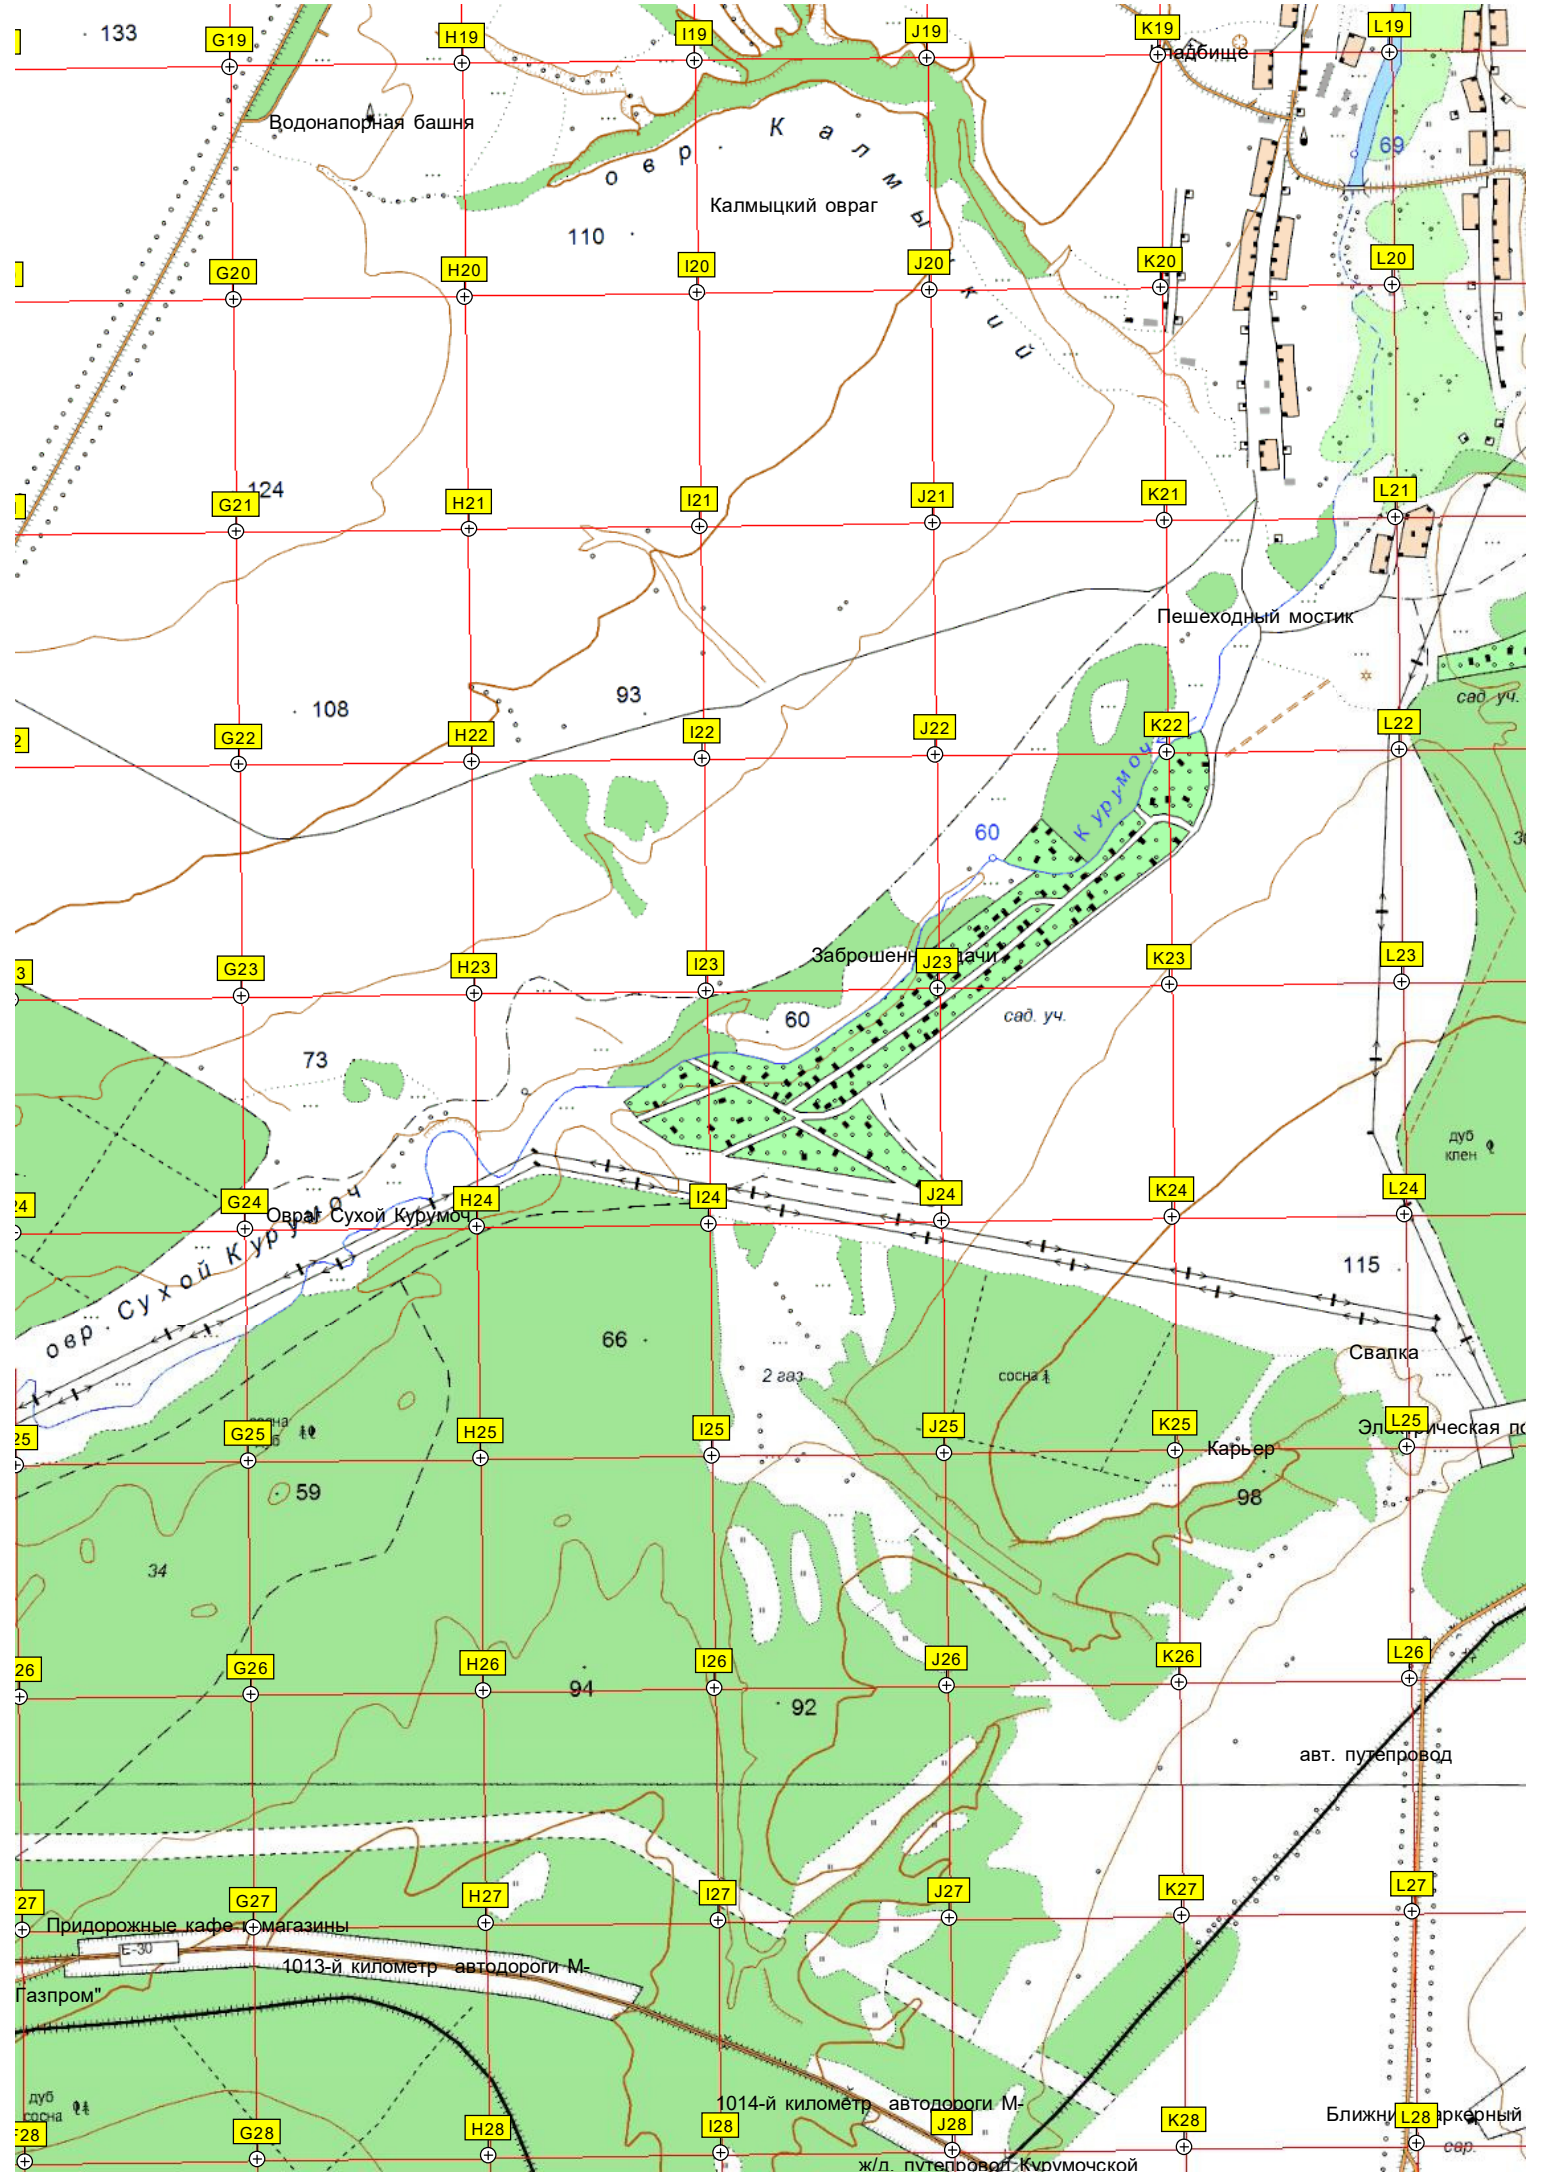 133
G19
H19
I19
J19
K19
L19
Водонапорная башня
овр. Калмыцкий
69
Калмыцкий овраг
110
G20
H20
I20
J20
K20
L20
124
G21
H21
I21
J21
K21
L21
Пешеходный мостик
сад. уч.
108
93
G22
H22
I22
J22
K22
L22
60
G23
H23
I23
J23
K23
L23
60
сад. уч.
73
дуб
клен
G24
H24
I24
J24
K24
L24
Овраг Сухой Курумоч
овр. Сухой Курумоч
115
66
Свалка
2 газ
сосна
G25
H25
I25
J25
K25
L25
Карьер
59
98
34
26
G26
H26
I26
J26
K26
L26
94
92
авт. путепровод
27
G27
H27
I27
J27
K27
L27
Придорожные кафе и магазины
E-30
1013-й километр автодороги М-
Газпром"
дуб
сосна
1014-й километр автодороги М-
G28
H28
I28
J28
K28
L28
Ближний
сар.
ж/д. путепровод Курумочской